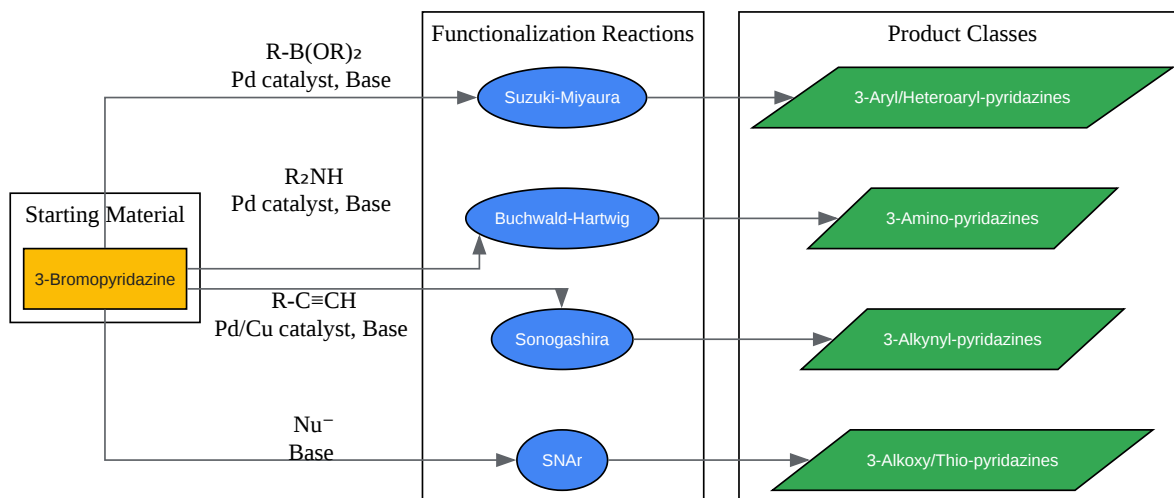 Functionalization Reactions
Product Classes
R-B(OR)₂
Pd catalyst, Base
Suzuki-Miyaura
3-Aryl/Heteroaryl-pyridazines
R₂NH
Pd catalyst, Base
Buchwald-Hartwig
3-Amino-pyridazines
Starting Material
3-Bromopyridazine
R-C≡CH
Pd/Cu catalyst, Base
Sonogashira
3-Alkynyl-pyridazines
Nu⁻
Base
SNAr
3-Alkoxy/Thio-pyridazines